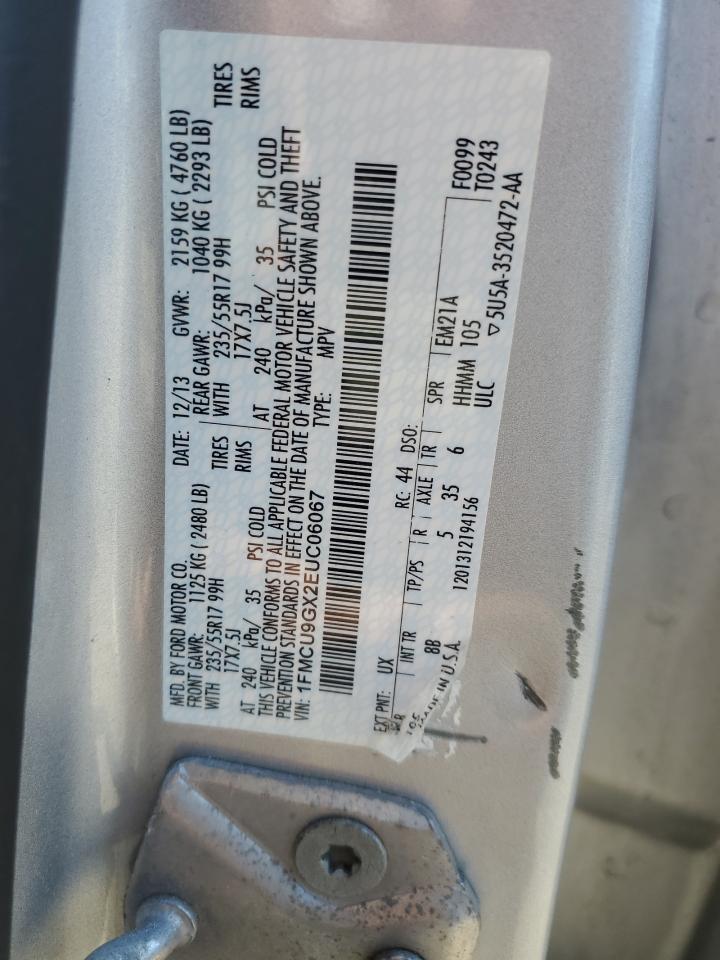 MFD. BY FORD MOTOR CO.
DATE: 12/13 GVWR: 2159 KG ( 4760 LB)
FRONT GAWR: 1125 KG ( 2480 LB)
REAR GAWR: 1040 KG ( 2293 LB)
WITH 235/55R17 99H TIRES
WITH 235/55R17 99H TIRES
17X7.5J RIMS
17X7.5J RIMS
AT 240 kPa/ 35 PSI COLD
AT 240 kPa/ 35 PSI COLD
THIS VEHICLE CONFORMS TO ALL APPLICABLE FEDERAL MOTOR VEHICLE SAFETY AND THEFT
PREVENTION STANDARDS IN EFFECT ON THE DATE OF MANUFACTURE SHOWN ABOVE.
VIN: 1FMCU9GX2EUC06067
TYPE: MPV
EXT PNT: UX RC: 44 DSO: F0099
T0243
INT TR TP/PS R AXLE TR SPR EM21A
8B 5 35 6 HHMM 105
1201312194156 ULC
MADE IN U.S.A.
▽5U5A-3520472-AA